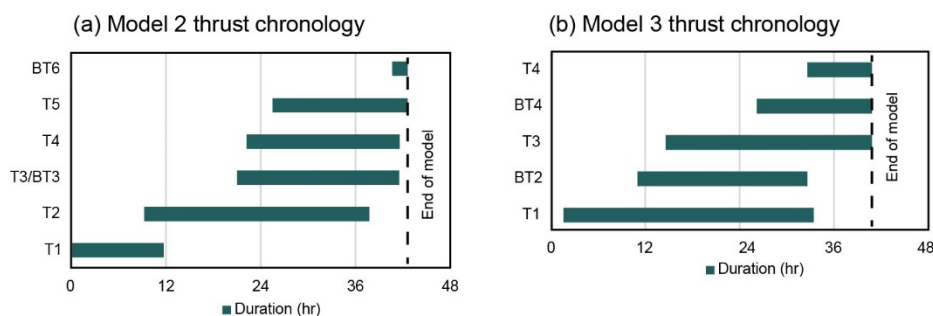 (a) Model 2 thrust chronology
BT6
T5
T4
T3/BT3
T2
T1
End of model
0 12 24 36 48
Duration (hr)
(b) Model 3 thrust chronology
T4
BT4
T3
BT2
T1
End of model
0 12 24 36 48
Duration (hr)